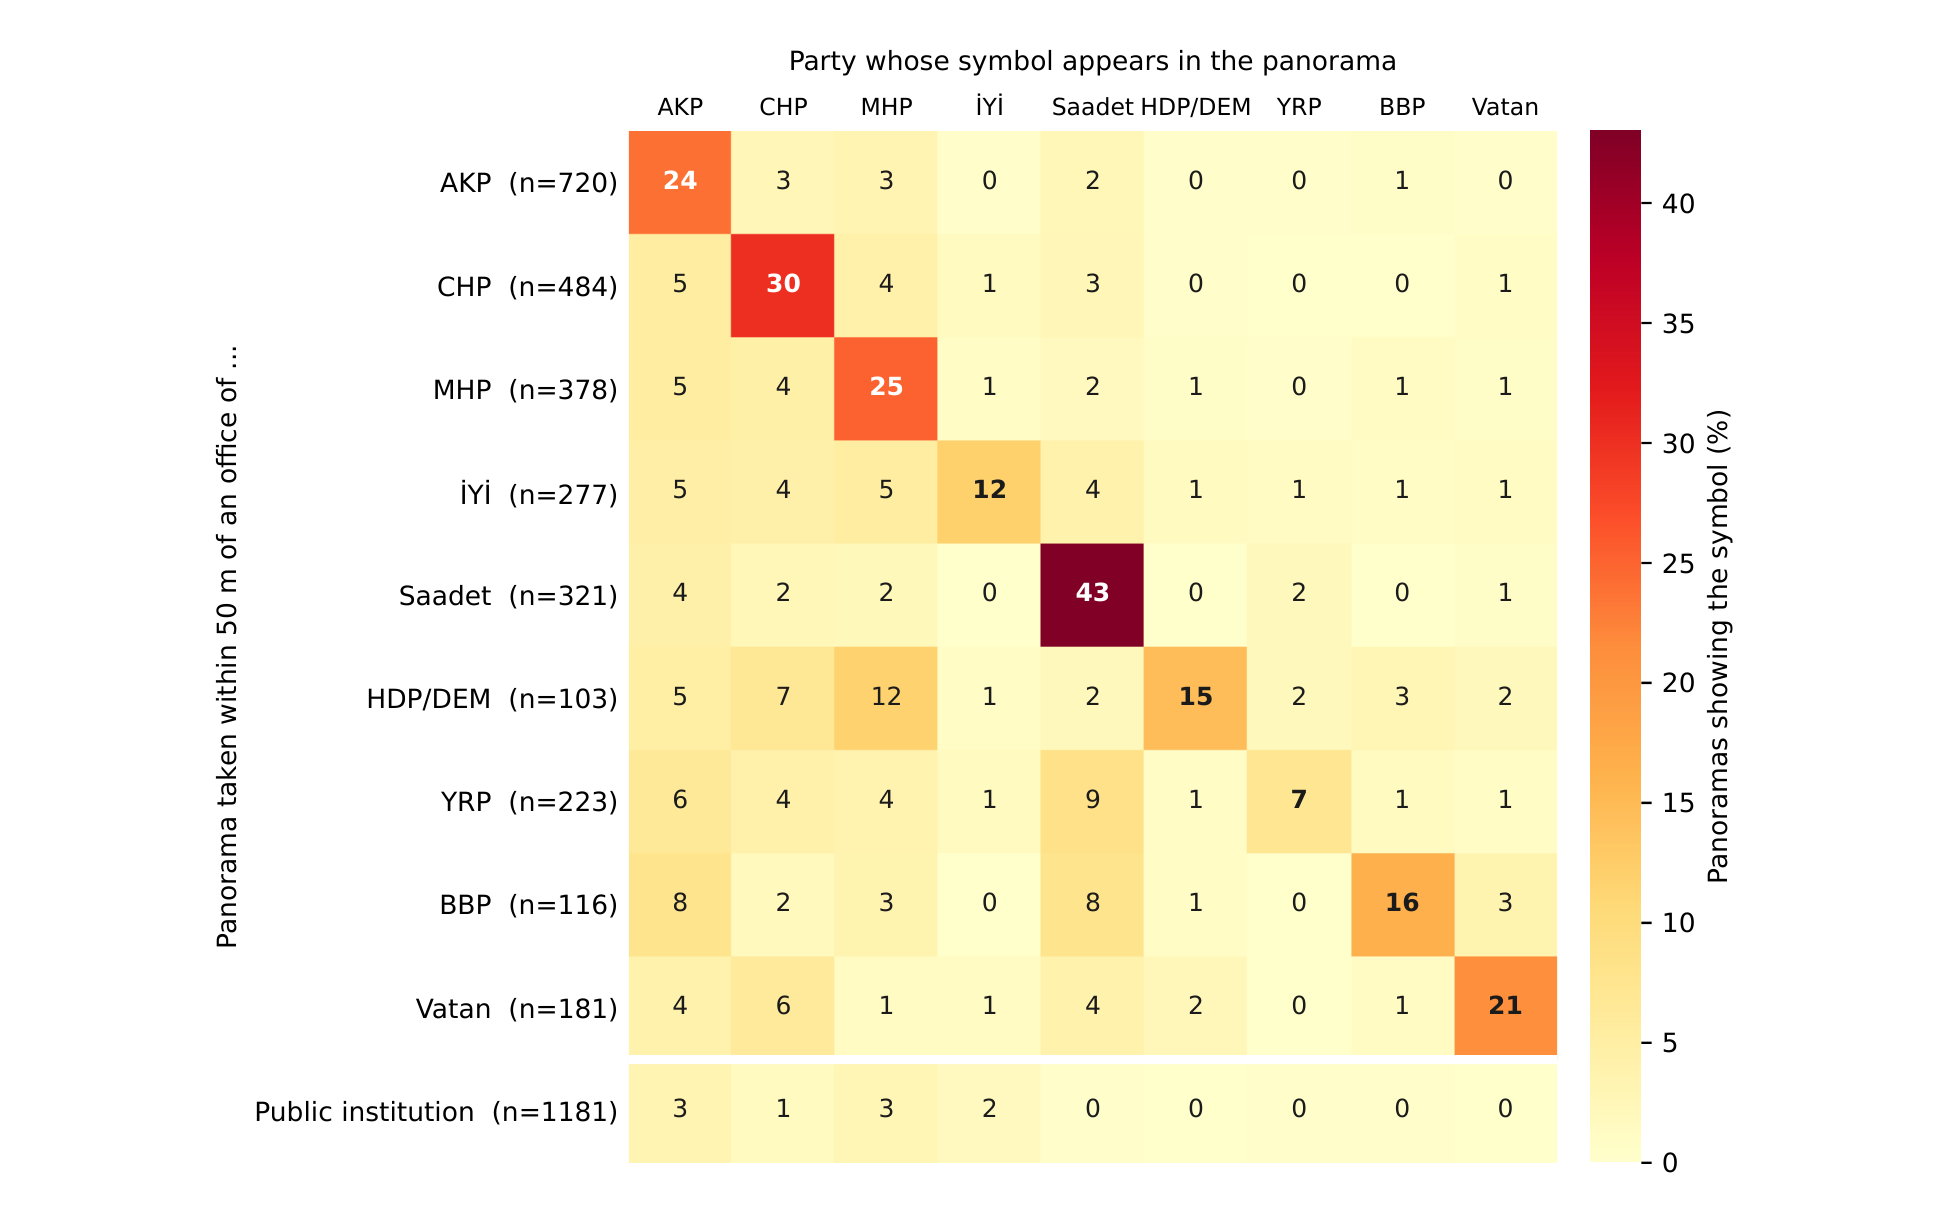 Party whose symbol appears in the panorama
AKP CHP MHP İYİ Saadet HDP/DEM YRP BBP Vatan
Panorama taken within 50 m of an office of ...
AKP (n=720) 24 3 3 0 2 0 0 1 0
CHP (n=484) 5 30 4 1 3 0 0 0 1
MHP (n=378) 5 4 25 1 2 1 0 1 1
İYİ (n=277) 5 4 5 12 4 1 1 1 1
Saadet (n=321) 4 2 2 0 43 0 2 0 1
HDP/DEM (n=103) 5 7 12 1 2 15 2 3 2
YRP (n=223) 6 4 4 1 9 1 7 1 1
BBP (n=116) 8 2 3 0 8 1 0 16 3
Vatan (n=181) 4 6 1 1 4 2 0 1 21
Public institution (n=1181) 3 1 3 2 0 0 0 0 0
40
35
30
25
20
15
10
5
0
Panoramas showing the symbol (%)